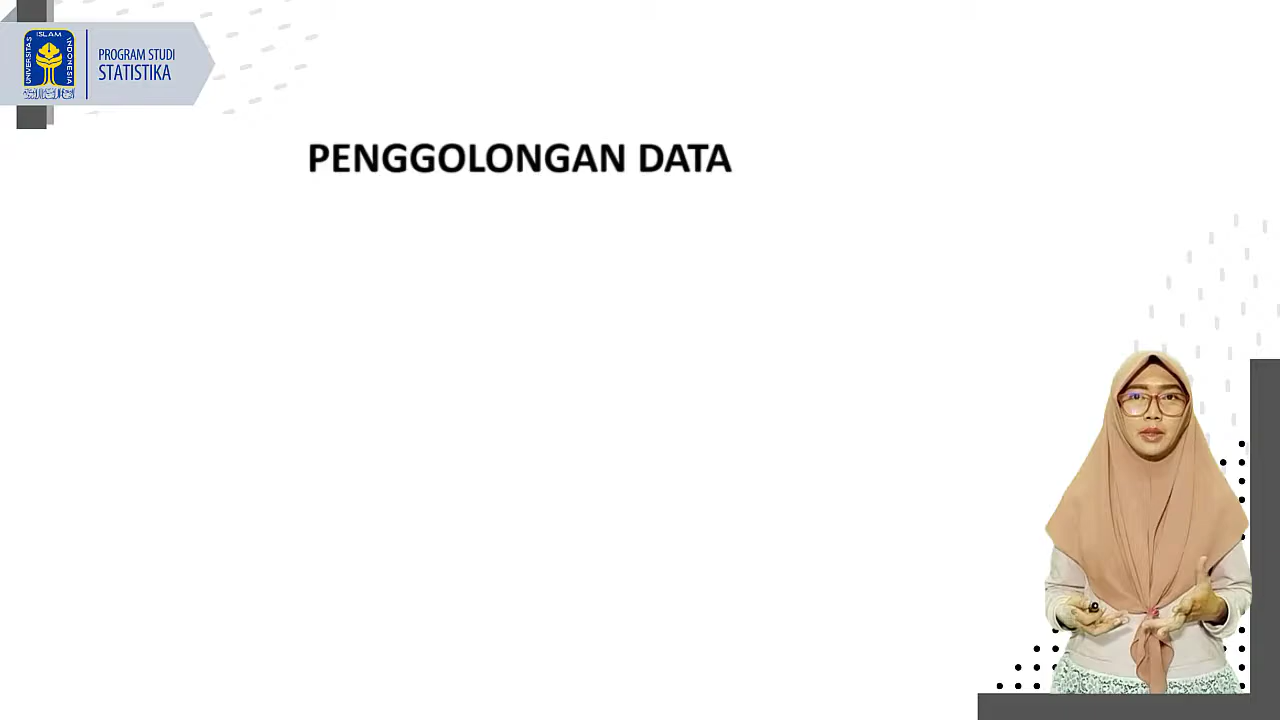 UNIVERSITAS
ISLAM
INDONESIA
PROGRAM STUDI
STATISTIKA
PENGGOLONGAN DATA